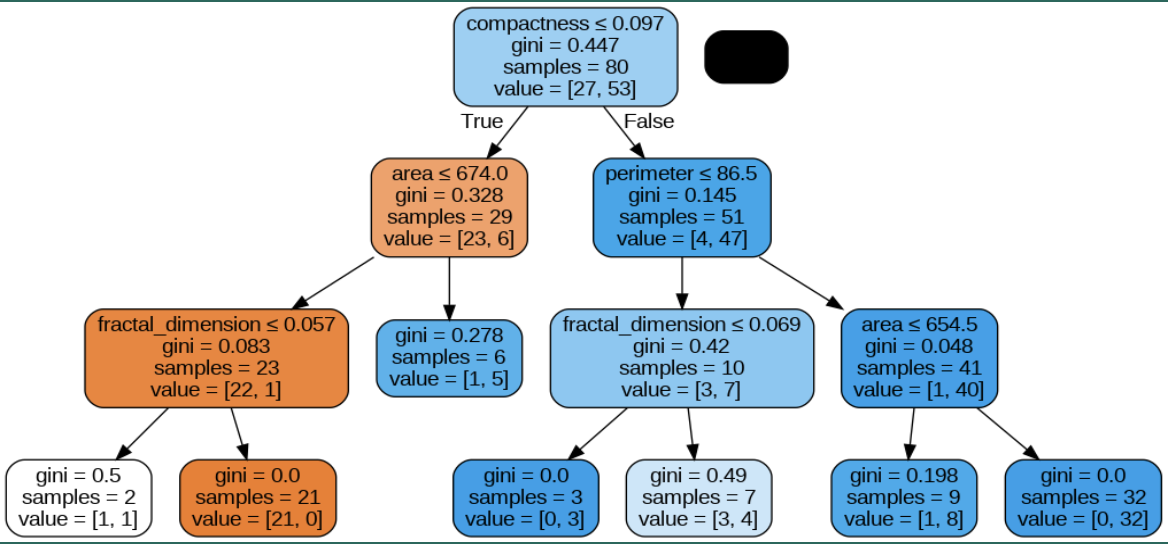 compactness ≤ 0.097
gini = 0.447
samples = 80
value = [27, 53]
True
False
area ≤ 674.0
gini = 0.328
samples = 29
value = [23, 6]
perimeter ≤ 86.5
gini = 0.145
samples = 51
value = [4, 47]
fractal_dimension ≤ 0.057
gini = 0.083
samples = 23
value = [22, 1]
gini = 0.278
samples = 6
value = [1, 5]
fractal_dimension ≤ 0.069
gini = 0.42
samples = 10
value = [3, 7]
area ≤ 654.5
gini = 0.048
samples = 41
value = [1, 40]
gini = 0.5
samples = 2
value = [1, 1]
gini = 0.0
samples = 21
value = [21, 0]
gini = 0.0
samples = 3
value = [0, 3]
gini = 0.49
samples = 7
value = [3, 4]
gini = 0.198
samples = 9
value = [1, 8]
gini = 0.0
samples = 32
value = [0, 32]